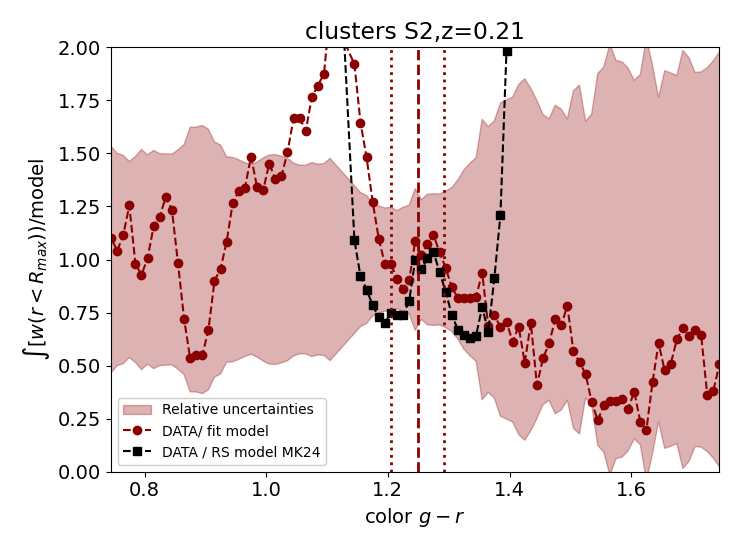 clusters S2,z=0.21
∫[w(r < R_{max}))/model
2.00
1.75
1.50
1.25
1.00
0.75
0.50
0.25
0.00
Relative uncertainties
DATA/ fit model
DATA / RS model MK24
0.8 1.0 1.2 1.4 1.6
color g − r